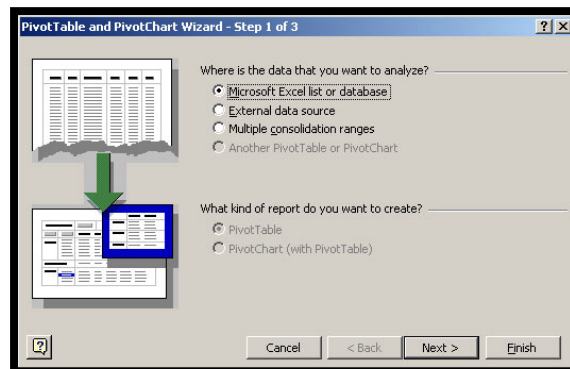 PivotTable and PivotChart Wizard - Step 1 of 3
Where is the data that you want to analyze?
Microsoft Excel list or database
External data source
Multiple consolidation ranges
Another PivotTable or PivotChart
What kind of report do you want to create?
PivotTable
PivotChart (with PivotTable)
Cancel
< Back
Next >
Finish